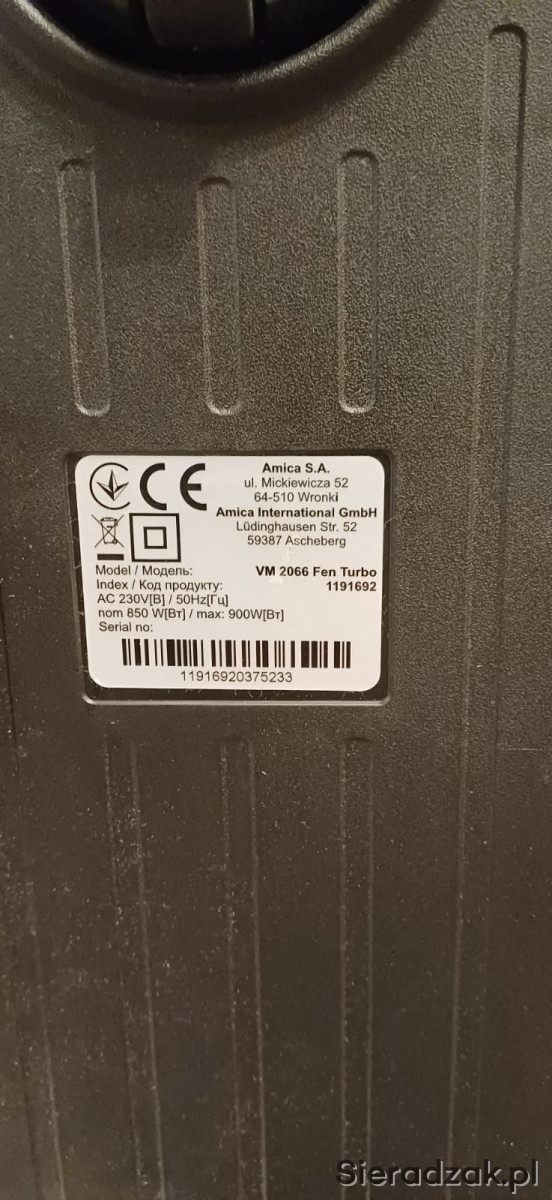 CE
Amica S.A.
ul. Mickiewicza 52
64-510 Wronki
Amica International GmbH
Lüdinghausen Str. 52
59387 Ascheberg
Model / Модель: VM 2066 Fen Turbo
Index / Код продукту: 1191692
AC 230V[В] / 50Hz[Гц]
nom 850 W[Вт] / max: 900W[Вт]
Serial no:
11916920375233
Sieradzak.pl